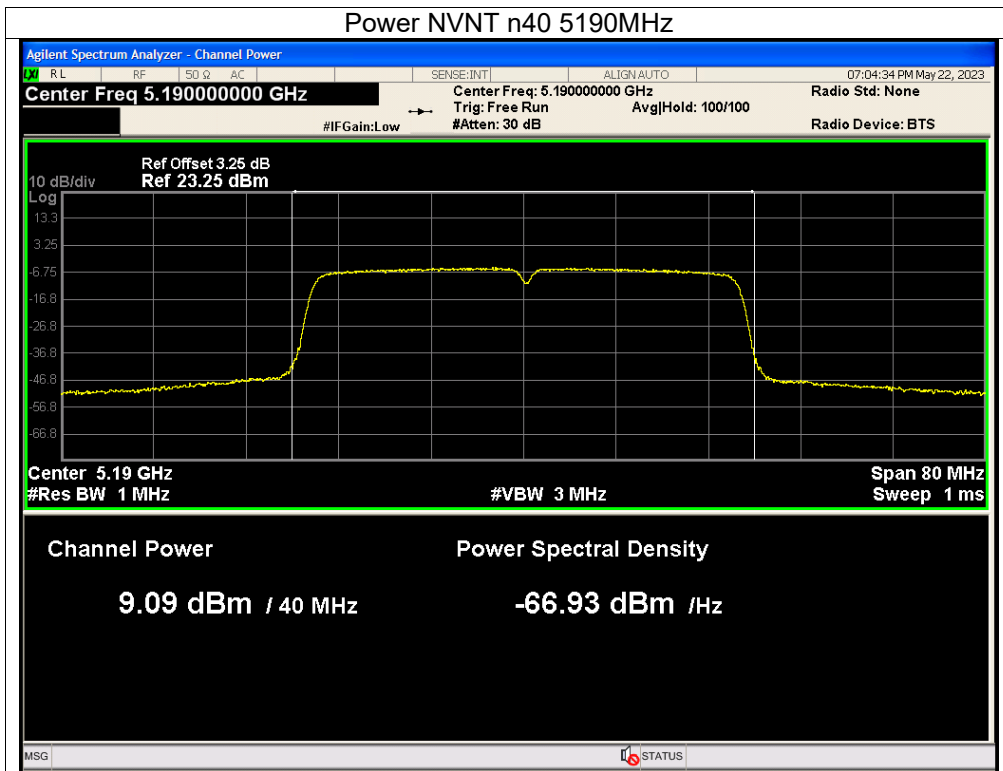 Power NVNT n40 5190MHz
Agilent Spectrum Analyzer - Channel Power
LXI RL RF 50 Ω AC SENSE:INT ALIGN AUTO 07:04:34 PM May 22, 2023
Center Freq 5.190000000 GHz Center Freq: 5.190000000 GHz Radio Std: None
Trig: Free Run Avg|Hold: 100/100
#IFGain:Low #Atten: 30 dB Radio Device: BTS
Ref Offset 3.25 dB
10 dB/div Ref 23.25 dBm
Log
13.3
3.25
-6.75
-16.8
-26.8
-36.8
-46.8
-56.8
-66.8
Center 5.19 GHz Span 80 MHz
#Res BW 1 MHz #VBW 3 MHz Sweep 1 ms
Channel Power Power Spectral Density
9.09 dBm / 40 MHz -66.93 dBm /Hz
MSG STATUS